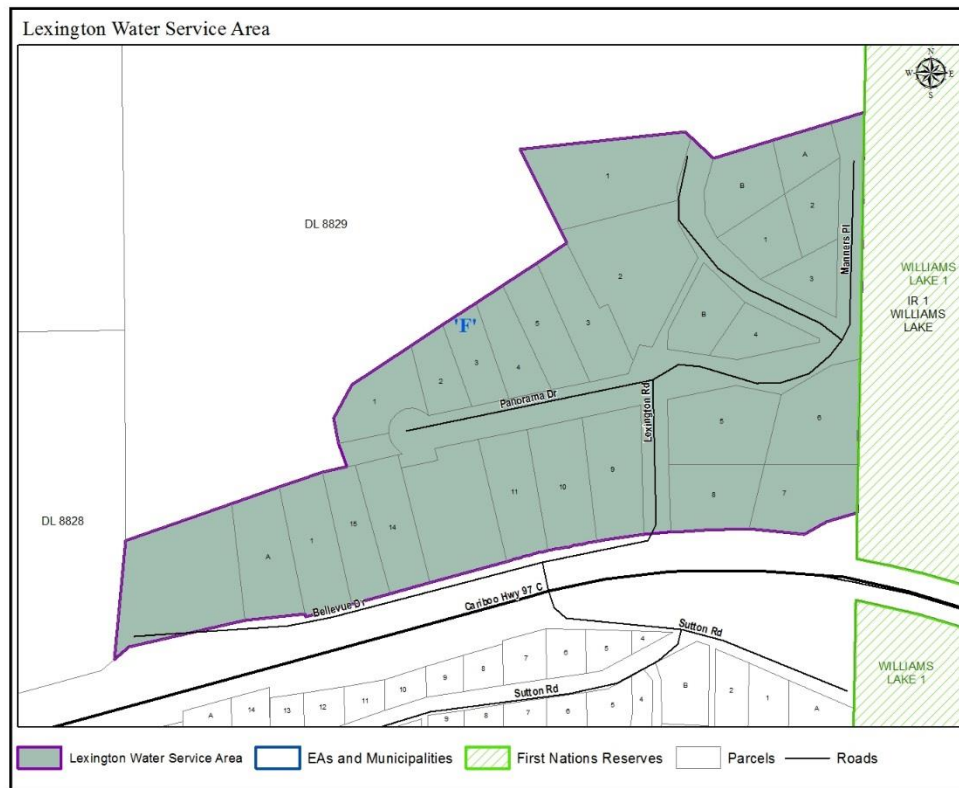 Lexington Water Service Area
N
W E
S
A
1
B
2
DL 8829
1
Manners Pl
2
3
WILLIAMS
LAKE 1
IR 1
WILLIAMS
LAKE
B
'F'
4
5
3
4
3
2
Panorama Dr
1
Lexington Rd
5
6
9
10
11
8
7
DL 8828
15
14
1
A
Bellevue Dr
Cariboo Hwy 97 C
Sutton Rd
4
5
6
7
8
9
10
11
12
13
14
A
Sutton Rd
B
2
1
A
4
5
6
7
8
9
WILLIAMS
LAKE 1
Lexington Water Service Area
EAs and Municipalities
First Nations Reserves
Parcels
Roads